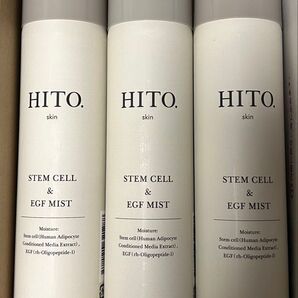 HITO.
skin
STEM CELL
&
EGF MIST
Moisture:
Stem cell (Human Adipocyte
Conditioned Media Extract),
EGF (rh-Oligopeptide-1)
HITO.
skin
STEM CELL
&
EGF MIST
Moisture:
Stem cell (Human Adipocyte
Conditioned Media Extract),
EGF (rh-Oligopeptide-1)
HITO.
skin
STEM CELL
&
EGF MIST
Moisture:
Stem cell (Human Adipocyte
Conditioned Media Extract),
EGF (rh-Oligopeptide-1)